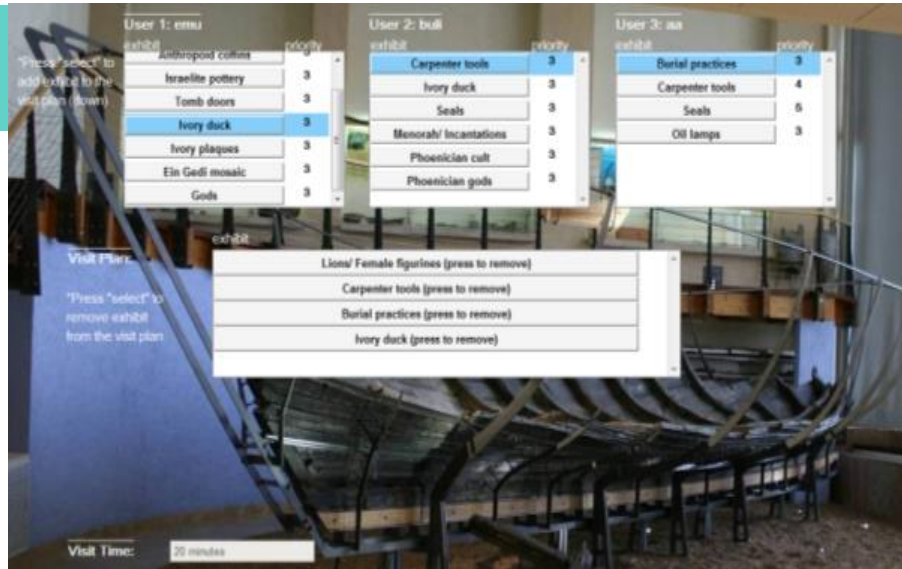 User 1: emu
exhibit priority
Anthropoid coffins 3
Israelite pottery 3
Tomb doors 3
Ivory duck 3
Ivory plaques 3
Ein Gedi mosaic 3
Gods 3
User 2: buli
exhibit priority
Carpenter tools 3
Ivory duck 3
Seals 3
Menorah/ Incantations 3
Phoenician cult 3
Phoenician gods 3
User 3: aa
exhibit priority
Burial practices 3
Carpenter tools 4
Seals 5
Oil lamps 3
"Press "select" to
add exhibit to the
visit plan (down)
Visit Plan:
exhibit
Lions/ Female figurines (press to remove)
Carpenter tools (press to remove)
Burial practices (press to remove)
Ivory duck (press to remove)
"Press "select" to
remove exhibit
from the visit plan
Visit Time:
20 minutes